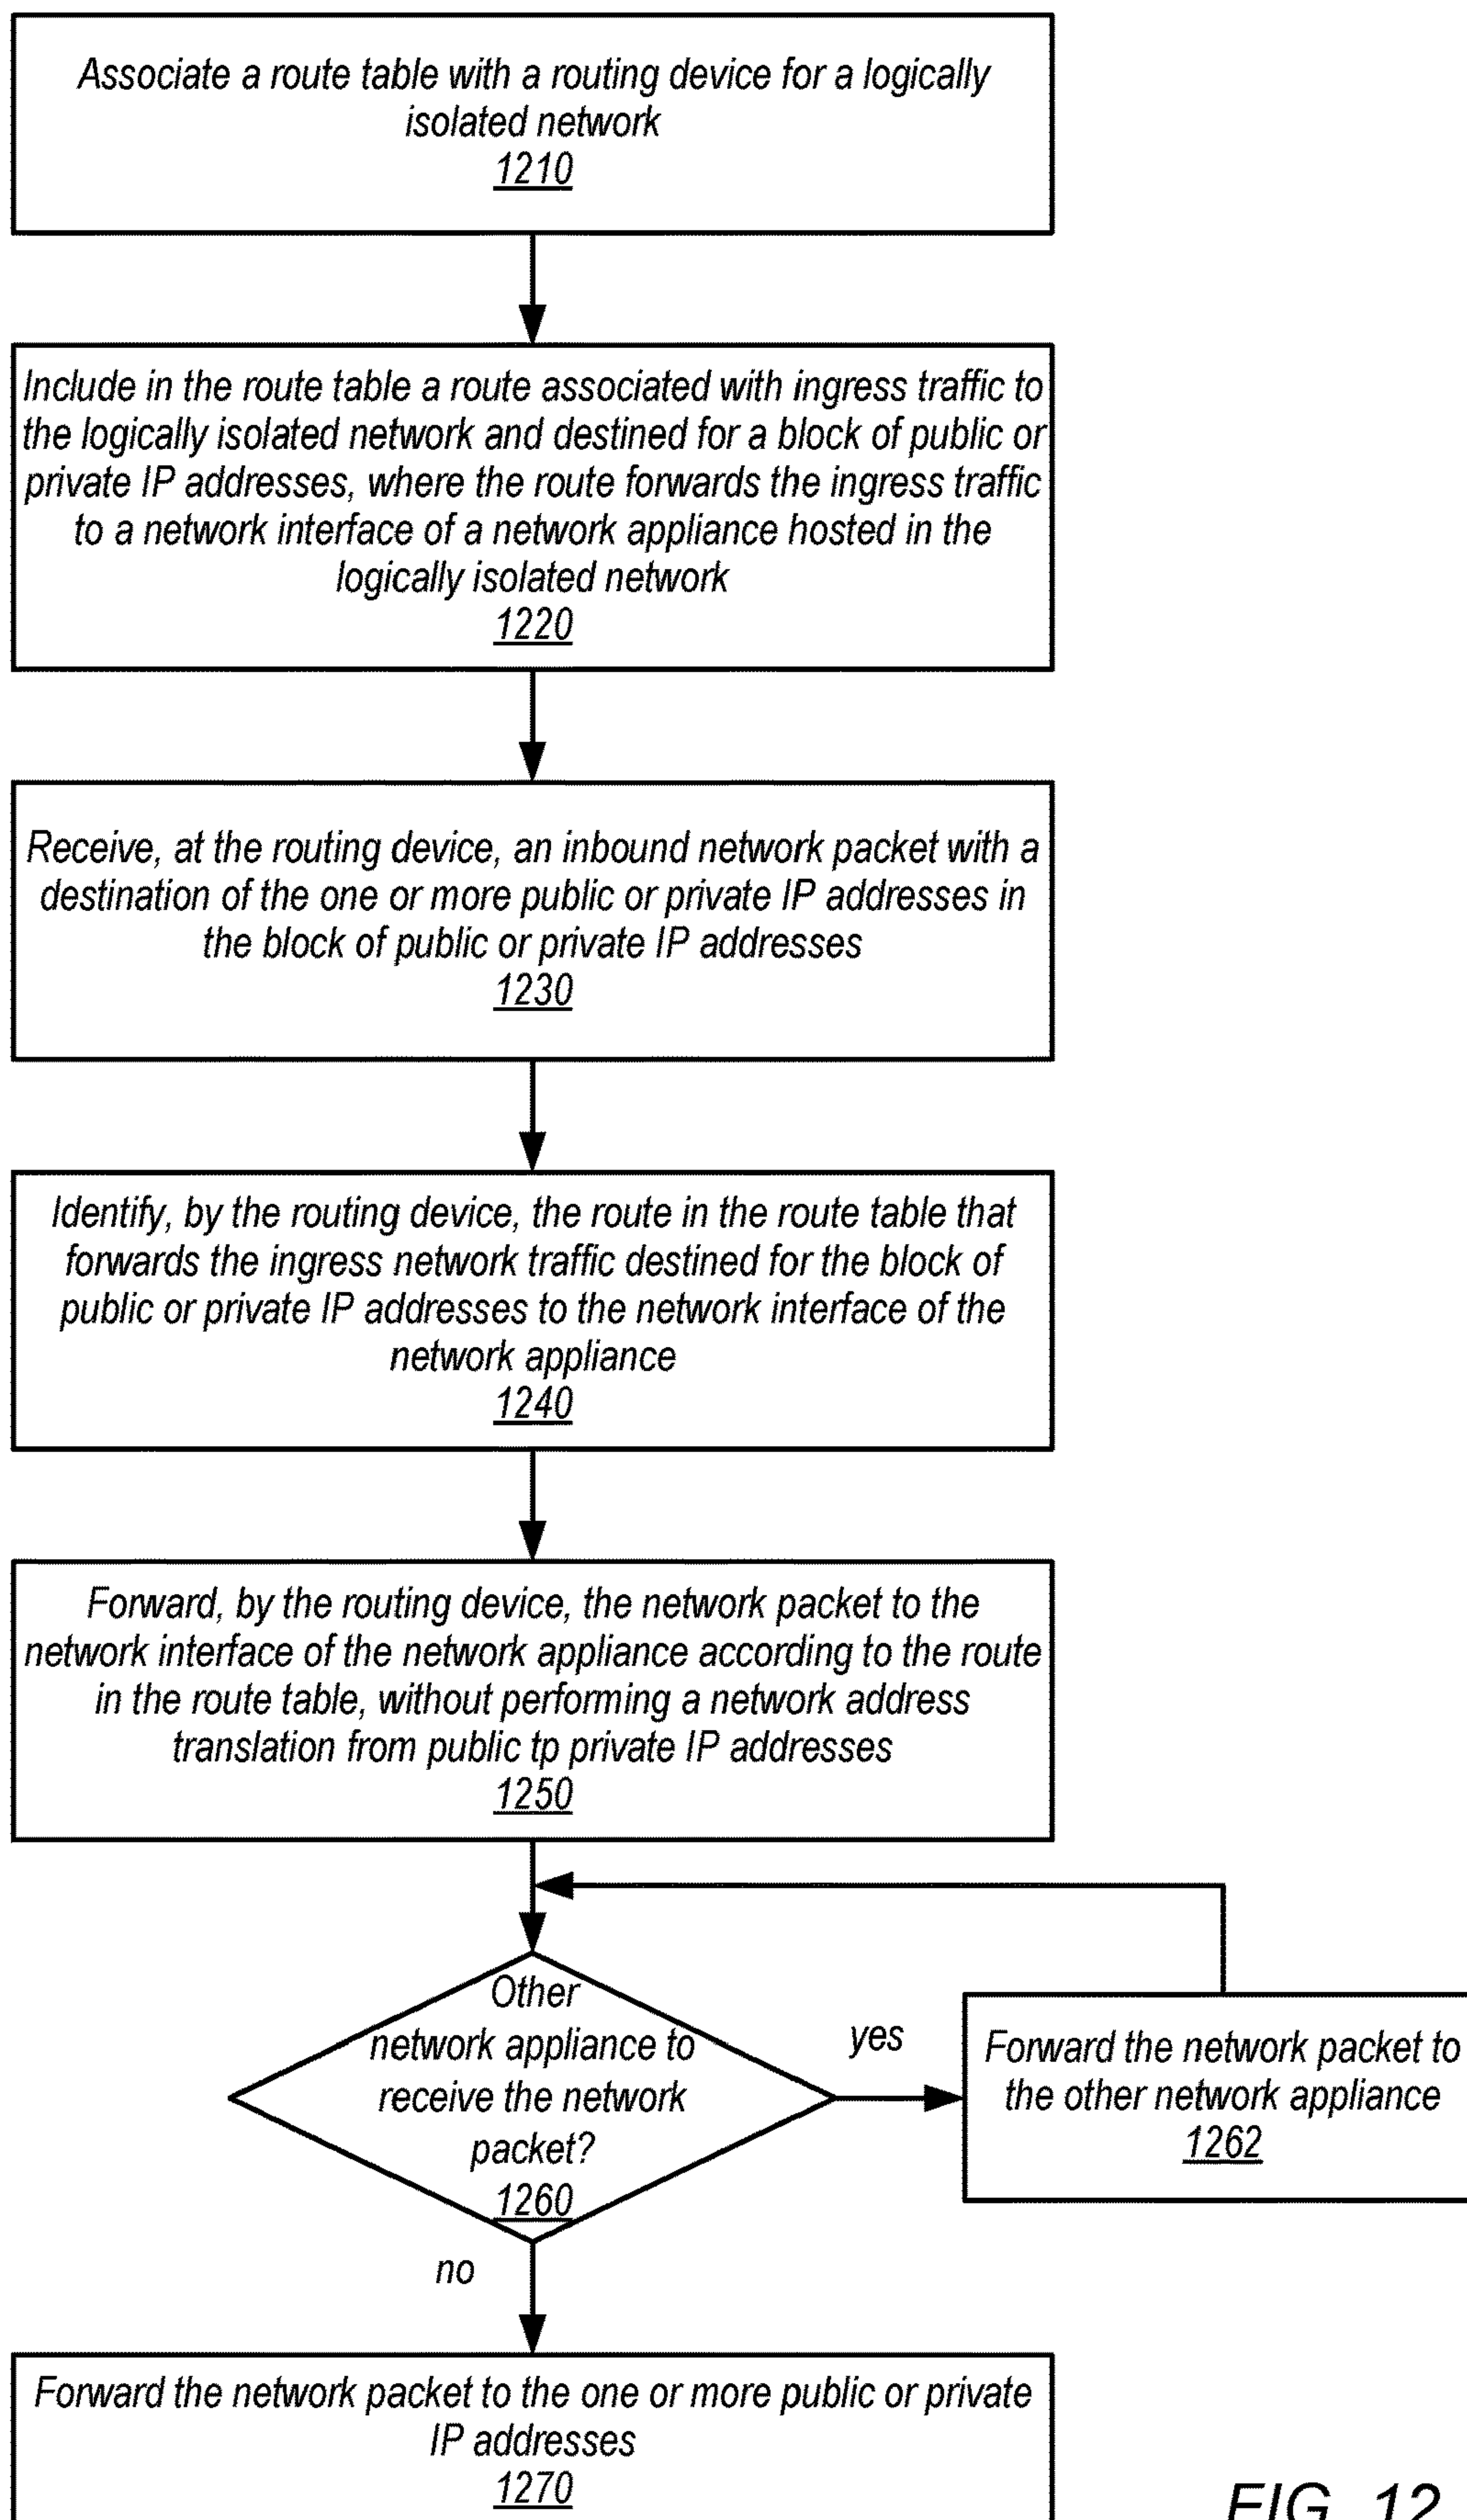 Associate a route table with a routing device for a logically
isolated network
1210
Include in the route table a route associated with ingress traffic to
the logically isolated network and destined for a block of public or
private IP addresses, where the route forwards the ingress traffic
to a network interface of a network appliance hosted in the
logically isolated network
1220
Receive, at the routing device, an inbound network packet with a
destination of the one or more public or private IP addresses in
the block of public or private IP addresses
1230
Identify, by the routing device, the route in the route table that
forwards the ingress network traffic destined for the block of
public or private IP addresses to the network interface of the
network appliance
1240
Forward, by the routing device, the network packet to the
network interface of the network appliance according to the route
in the route table, without performing a network address
translation from public tp private IP addresses
1250
Other
network appliance to
receive the network
packet?
1260
yes
Forward the network packet to
the other network appliance
1262
no
Forward the network packet to the one or more public or private
IP addresses
1270
FIG. 12